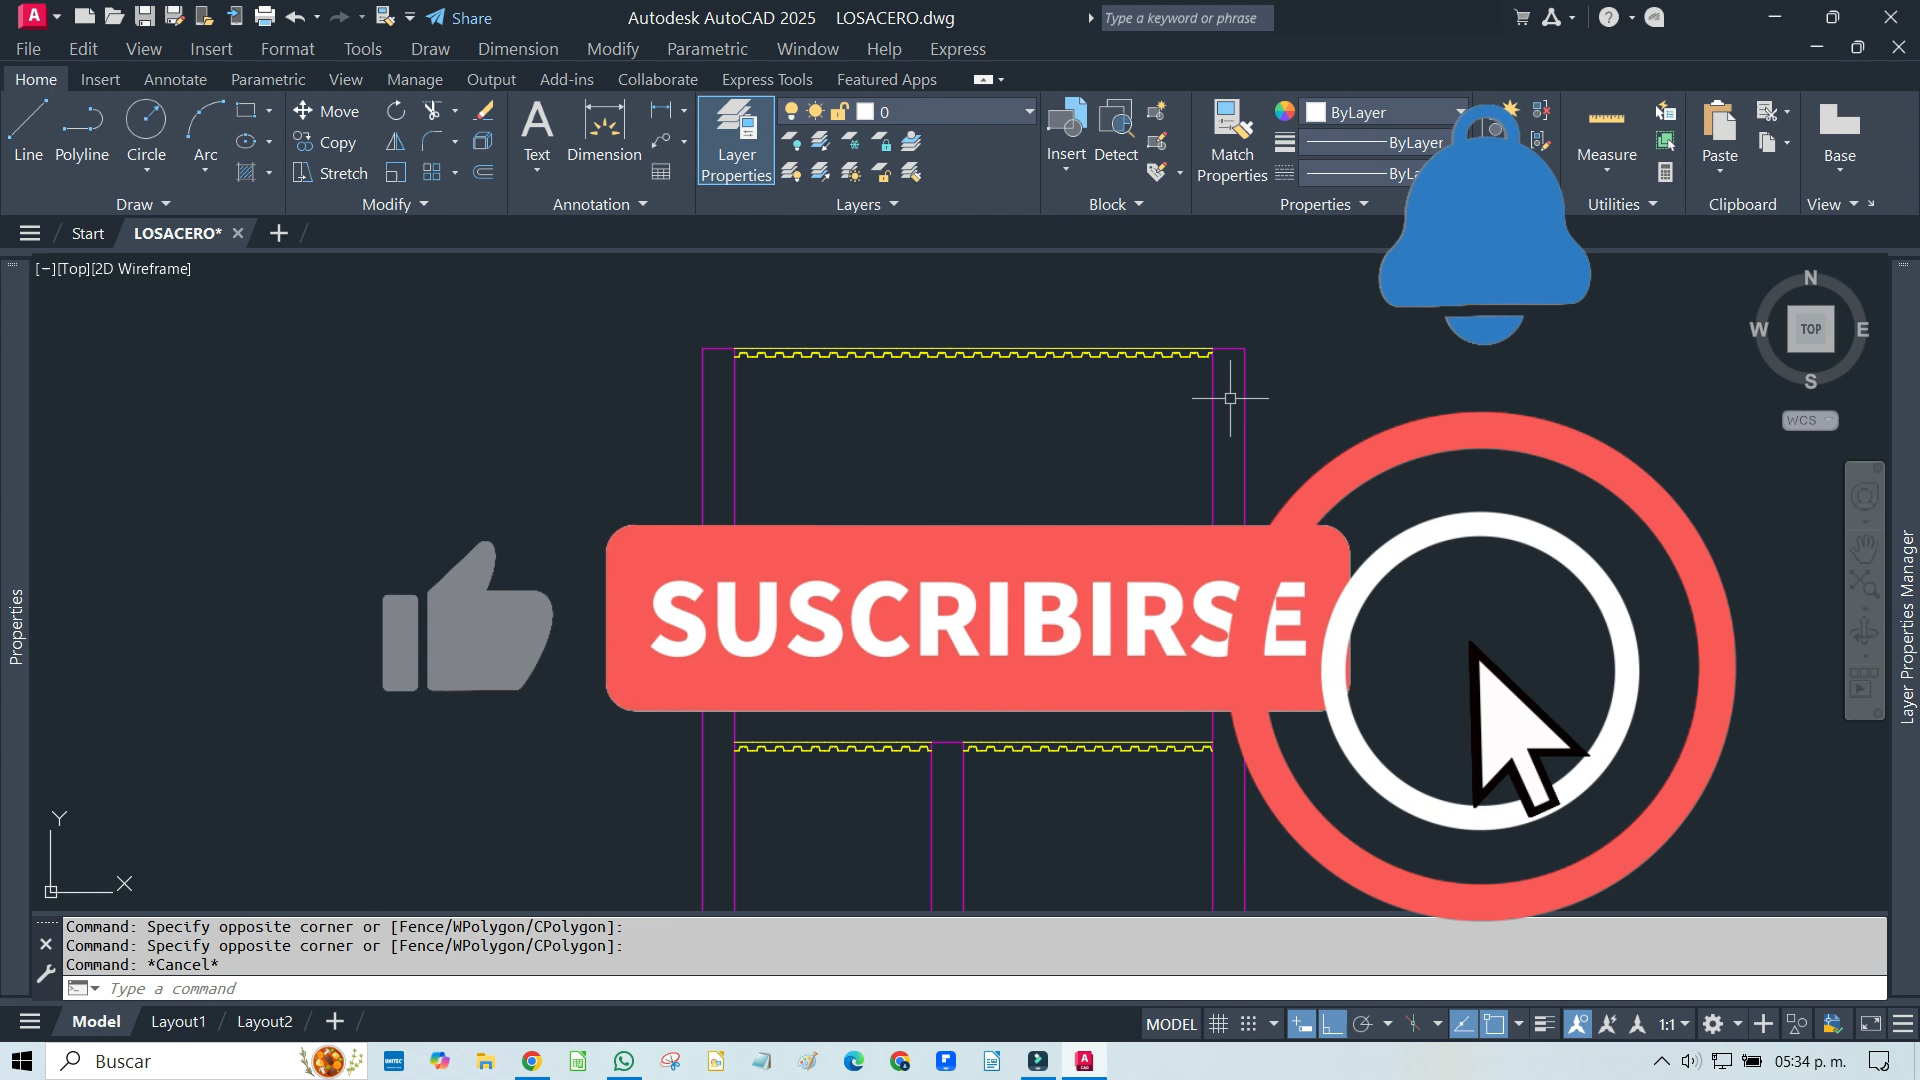 Share
Autodesk AutoCAD 2025 LOSACERO.dwg
Type a keyword or phrase
File Edit View Insert Format Tools Draw Dimension Modify Parametric Window Help Express
Home Insert Annotate Parametric View Manage Output Add-ins Collaborate Express Tools Featured Apps
Line Polyline Circle Arc
Move
Copy
Stretch
Text Dimension
Layer Properties
0
Insert Detect
Match Properties
ByLayer
ByLayer
ByLa
Measure
Paste
Base
Draw Modify Annotation Layers Block Properties Utilities Clipboard View
Start LOSACERO*
[−][Top][2D Wireframe]
N
W TOP E
S
WCS
Properties
Layer Properties Manager
SUSCRIBIRSE
Y
X
Command: Specify opposite corner or [Fence/WPolygon/CPolygon]:
Command: Specify opposite corner or [Fence/WPolygon/CPolygon]:
Command: *Cancel*
Type a command
Model Layout1 Layout2
MODEL
1:1
Buscar
05:34 p. m.